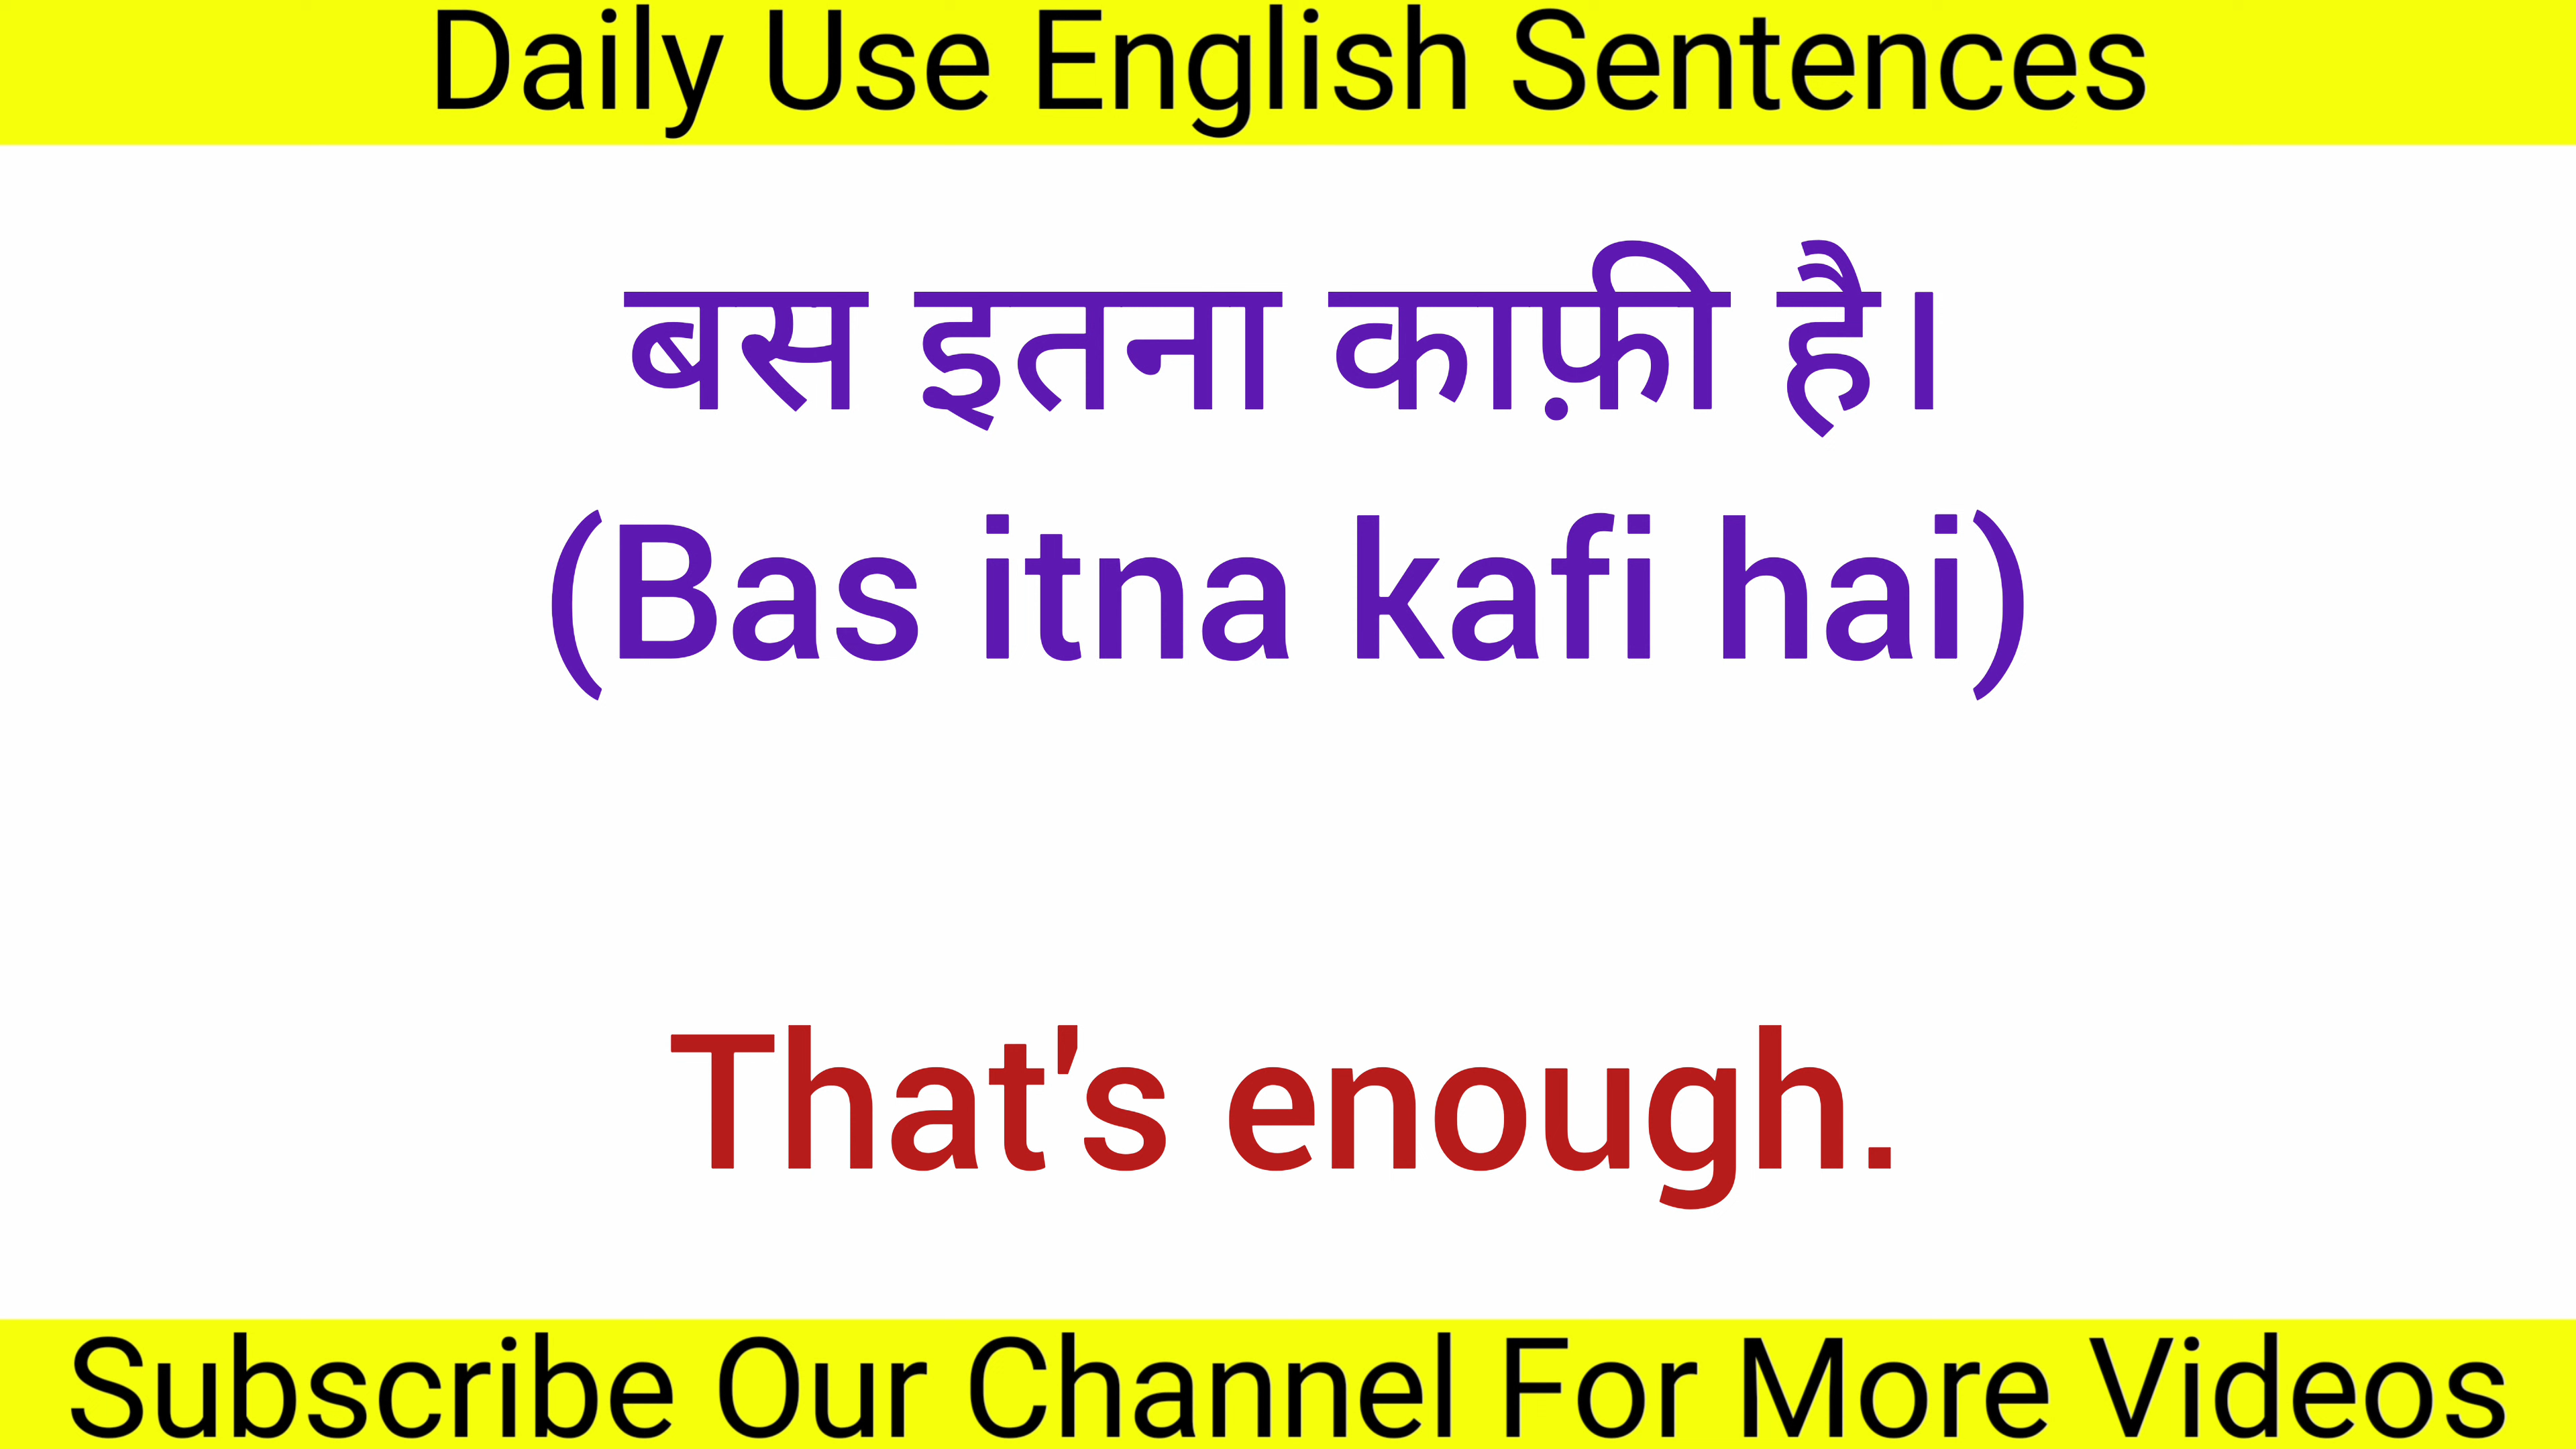 Daily Use English Sentences
बस इतना काफ़ी है।
(Bas itna kafi hai)
That's enough.
Subscribe Our Channel For More Videos